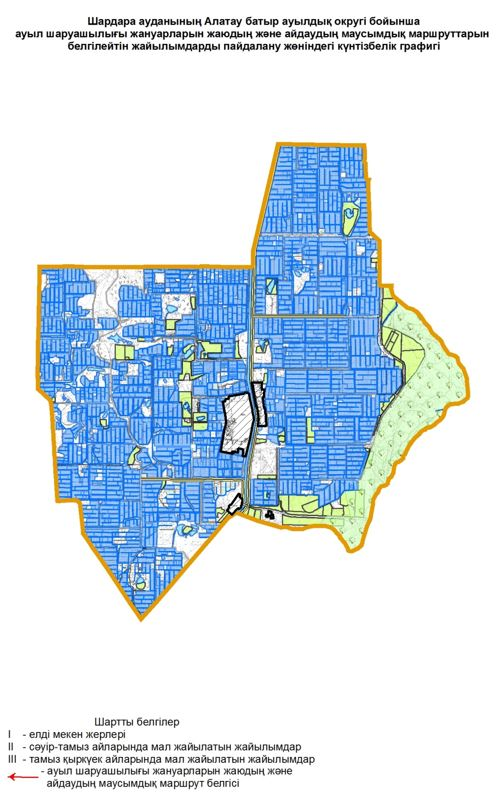 Шардара ауданының Алатау батыр ауылдық округі бойынша
ауыл шаруашылығы жануарларын жаюдың және айдаудың маусымдық маршруттарын
белгілейтін жайылымдарды пайдалану жөніндегі күнтізбелік графигі
Шартты белгілер
I - елді мекен жерлері
II - сәуір-тамыз айларында мал жайылатын жайылымдар
III - тамыз қыркүек айларында мал жайылатын жайылымдар
- ауыл шаруашылығы жануарларын жаюдың және
айдаудың маусымдық маршрут белгісі